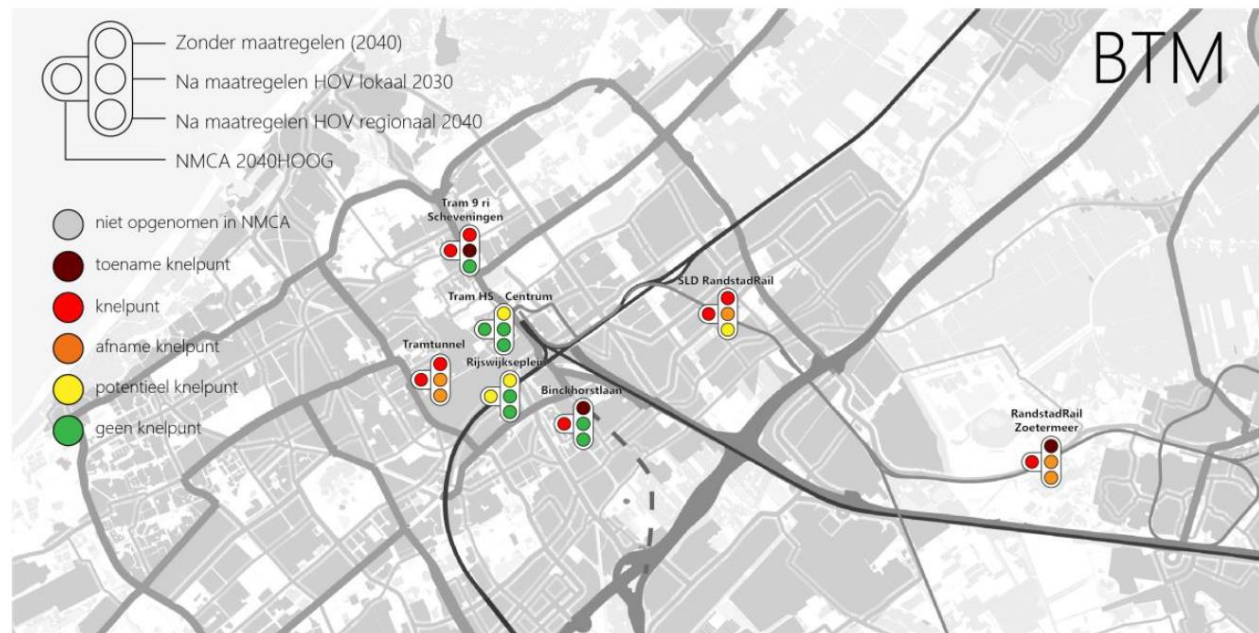 BTM
Zonder maatregelen (2040)
Na maatregelen HOV lokaal 2030
Na maatregelen HOV regionaal 2040
NMCA 2040HOOG
niet opgenomen in NMCA
toename knelpunt
knelpunt
afname knelpunt
potentieel knelpunt
geen knelpunt
Tram 9 ri
Scheveningen
SLD RandstadRail
Tram HS Centrum
Tramtunnel
Rijswijkseplein
Binckhorstlaan
RandstadRail
Zoetermeer